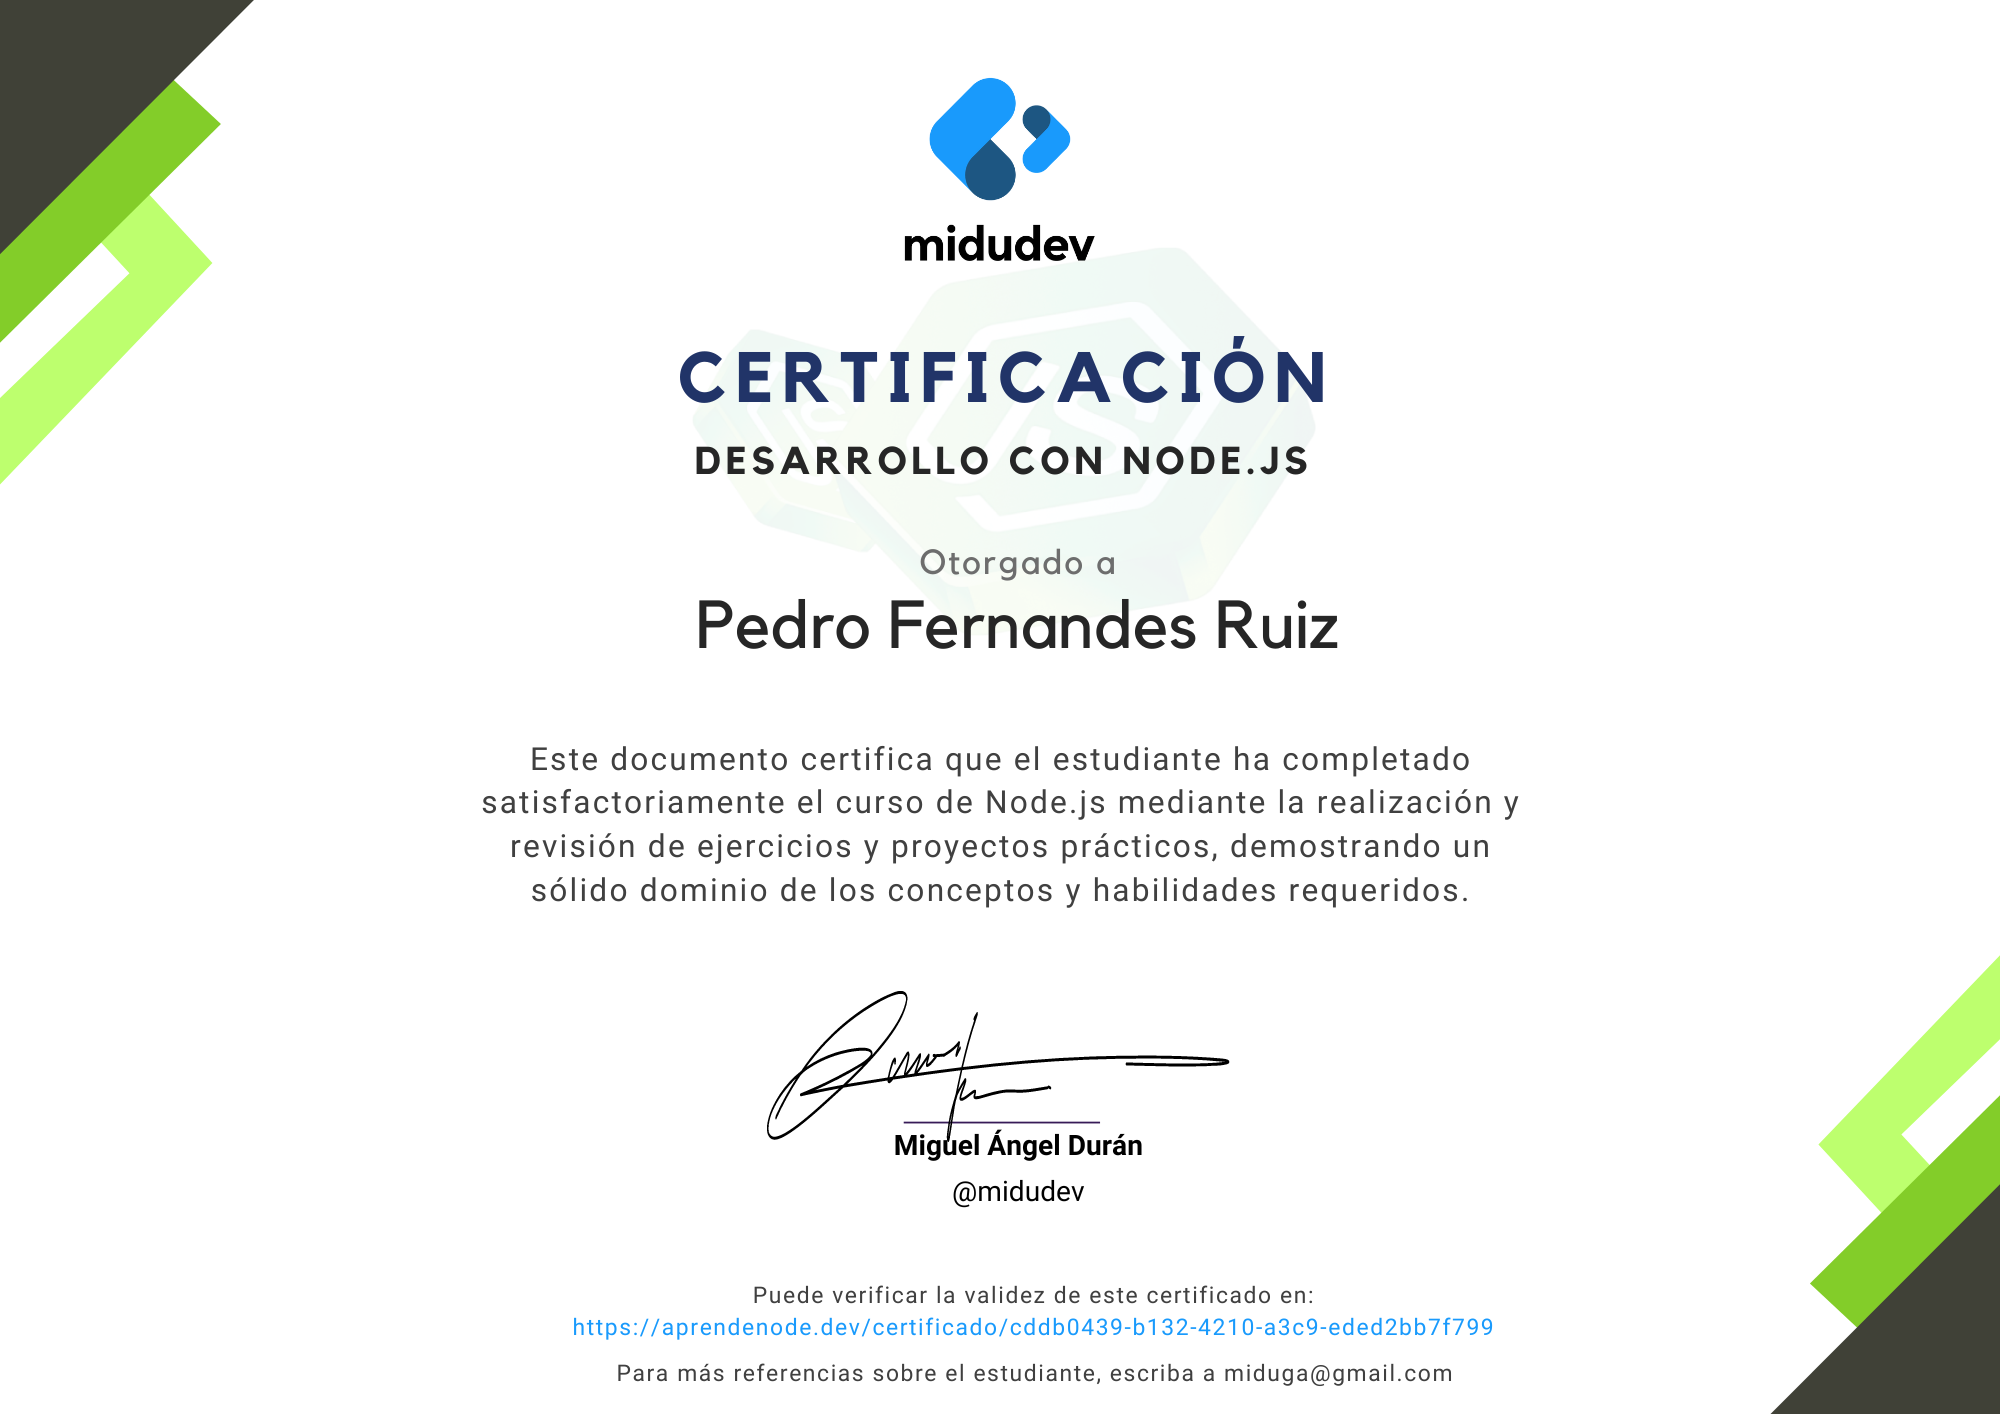 midudev
CERTIFICACIÓN
DESARROLLO CON NODE.JS
Otorgado a
Pedro Fernandes Ruiz
Este documento certifica que el estudiante ha completado
satisfactoriamente el curso de Node.js mediante la realización y
revisión de ejercicios y proyectos prácticos, demostrando un
sólido dominio de los conceptos y habilidades requeridos.
Miguel Ángel Durán
@midudev
Puede verificar la validez de este certificado en:
https://aprendenode.dev/certificado/cddb0439-b132-4210-a3c9-eded2bb7f799
Para más referencias sobre el estudiante, escriba a miduga@gmail.com